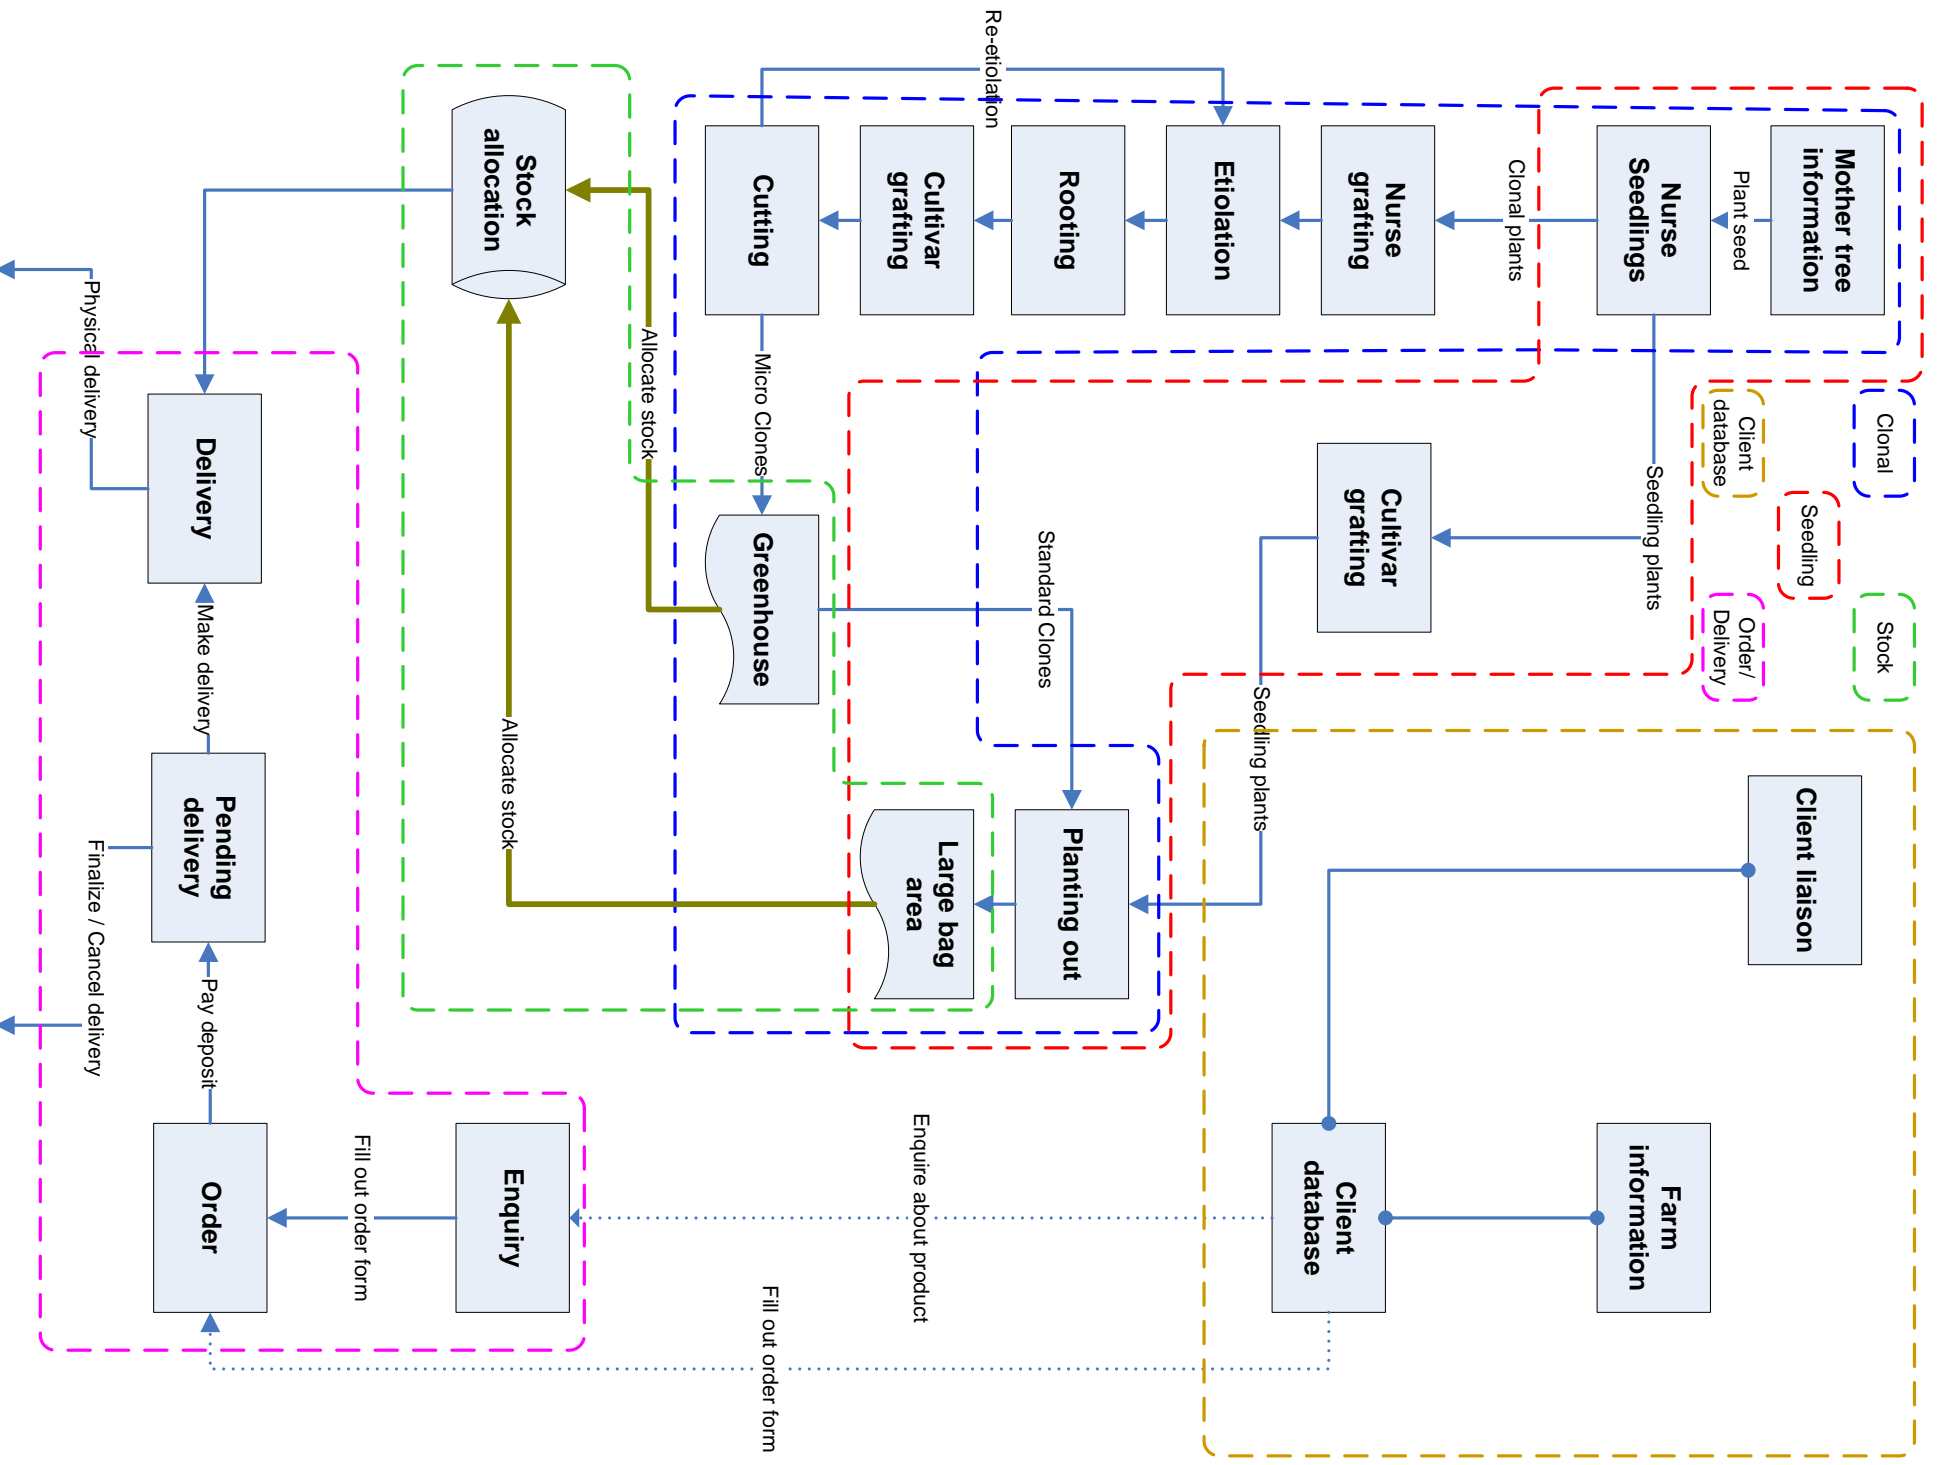 Mother tree
information
Plant seed
Nurse
Seedlings
Clonal plants
Nurse
grafting
Etiolation
Re-etiolation
Rooting
Cultivar
grafting
Cutting
Micro Clones
Greenhouse
Allocate stock
Stock
allocation
Standard Clones
Seedling plants
Cultivar
grafting
Seedling plants
Planting out
Large bag
area
Allocate stock
Clonal
Client
database
Seedling
Stock
Order/
Delivery
Client liaison
Farm
information
Client
database
Enquire about product
Fill out order form
Enquiry
Fill out order form
Order
Pay deposit
Pending
delivery
Finalize / Cancel delivery
Make delivery
Delivery
Physical delivery